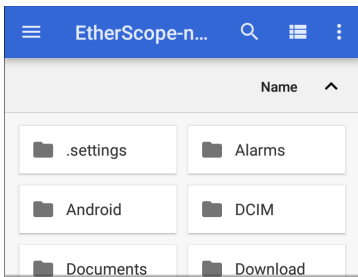 EtherScope-n...
Name
.settings Alarms
Android DCIM
Documents Download